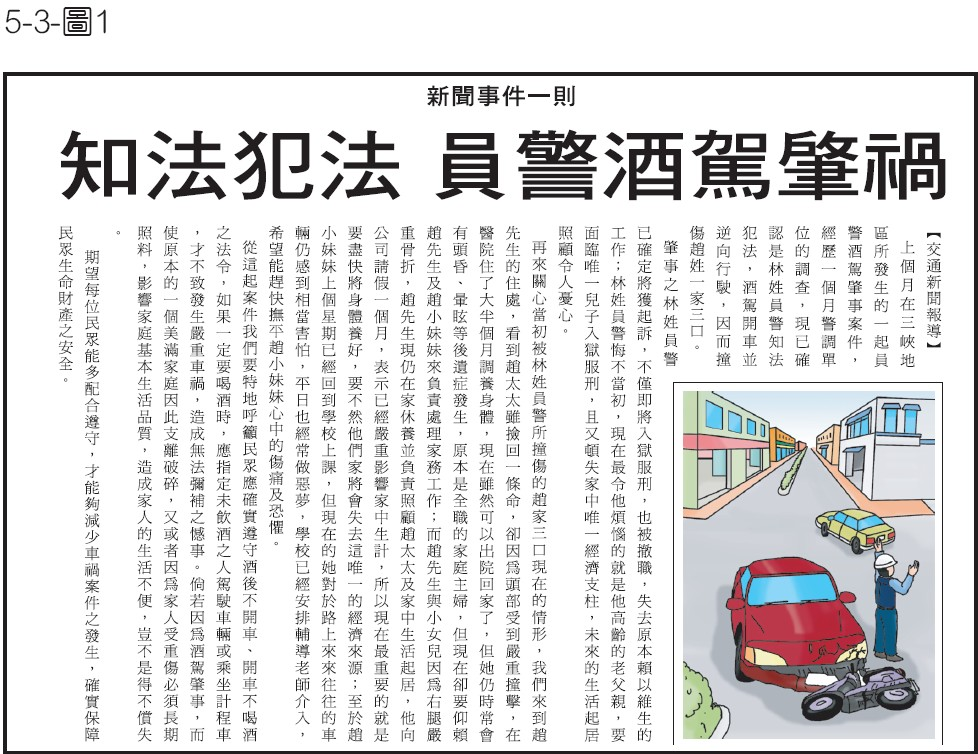 5-3-圖1
新聞事件一則
知法犯法 員警酒駕肇禍
【交通新聞報導】
上個月在三峽地
區所發生的一起員
警酒駕肇事案件，
經歷一個月警調單
位的調查，現已確
認是林姓員警知法
犯法，酒駕開車並
逆向行駛，因而撞
傷趙姓一家三口。
肇事之林姓員警
已確定將獲起訴，不僅即將入獄服刑，也被撤職，失去原本賴以維生的
工作；林姓員警悔不當初，現在最令他煩惱的就是他高齡的老父親，要
面臨唯一兒子入獄服刑，且又頓失家中唯一經濟支柱，未來的生活起居
照顧令人憂心。
再來關心當初被林姓員警所撞傷的趙家三口現在的情形，我們來到趙
先生的住處，看到趙太太雖撿回一條命，卻因爲頭部受到嚴重撞擊，在
醫院住了大半個月調養身體，現在雖然可以出院回家了，但她仍時常會
有頭昏、暈眩等後遺症發生，原本是全職的家庭主婦，但現在卻要仰賴
趙先生及趙小妹妹來負責處理家務工作；而趙先生與小女兒因爲右腿嚴
重骨折，趙先生現仍在家休養並負責照顧趙太太及家中生活起居，他向
公司請假一個月，表示已經嚴重影響家中生計，所以現在最重要的就是
要盡快將身體養好，要不然他們家將會失去這唯一的經濟來源；至於趙
小妹妹上個星期已經回到學校上課，但現在的她對於路上來來往往的車
輛仍感到相當害怕，平日也經常做惡夢，學校已經安排輔導老師介入，
希望能趕快撫平趙小妹妹心中的傷痛及恐懼。
從這起案件我們要特地呼籲民眾應確實遵守酒後不開車、開車不喝酒
之法令，如果一定要喝酒時，應指定未飲酒之人駕駛車輛或乘坐計程車
，才不致發生嚴重車禍，造成無法彌補之憾事。倘若因爲酒駕肇事，而
使原本的一個美滿家庭因此支離破碎，又或者因爲家人受重傷必須長期
照料，影響家庭基本生活品質，造成家人的生活不便，豈不是得不償失
。
期望每位民眾能多配合遵守，才能夠減少車禍案件之發生，確實保障
民眾生命財產之安全。